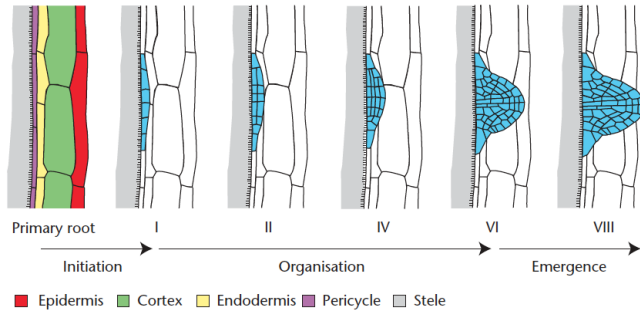 Primary root I II IV VI VIII
Initiation Organisation Emergence
Epidermis Cortex Endodermis Pericycle Stele